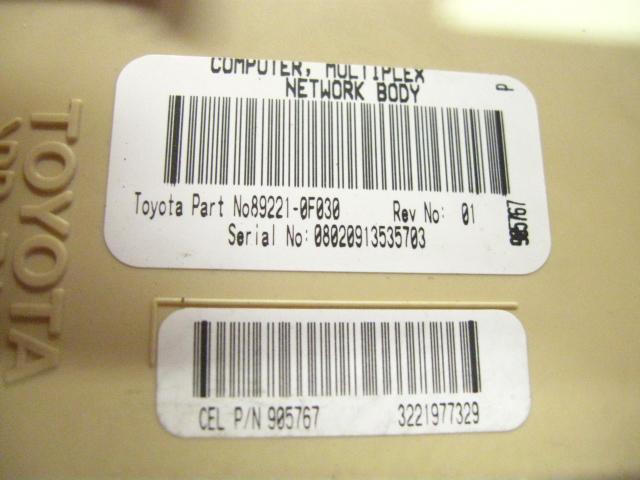 COMPUTER, MULTIPLEX
NETWORK BODY
P
Toyota Part No89221-0F030 Rev No: 01
Serial No: 08020913535703
905767
CEL P/N 905767 3221977329
TOYOTA